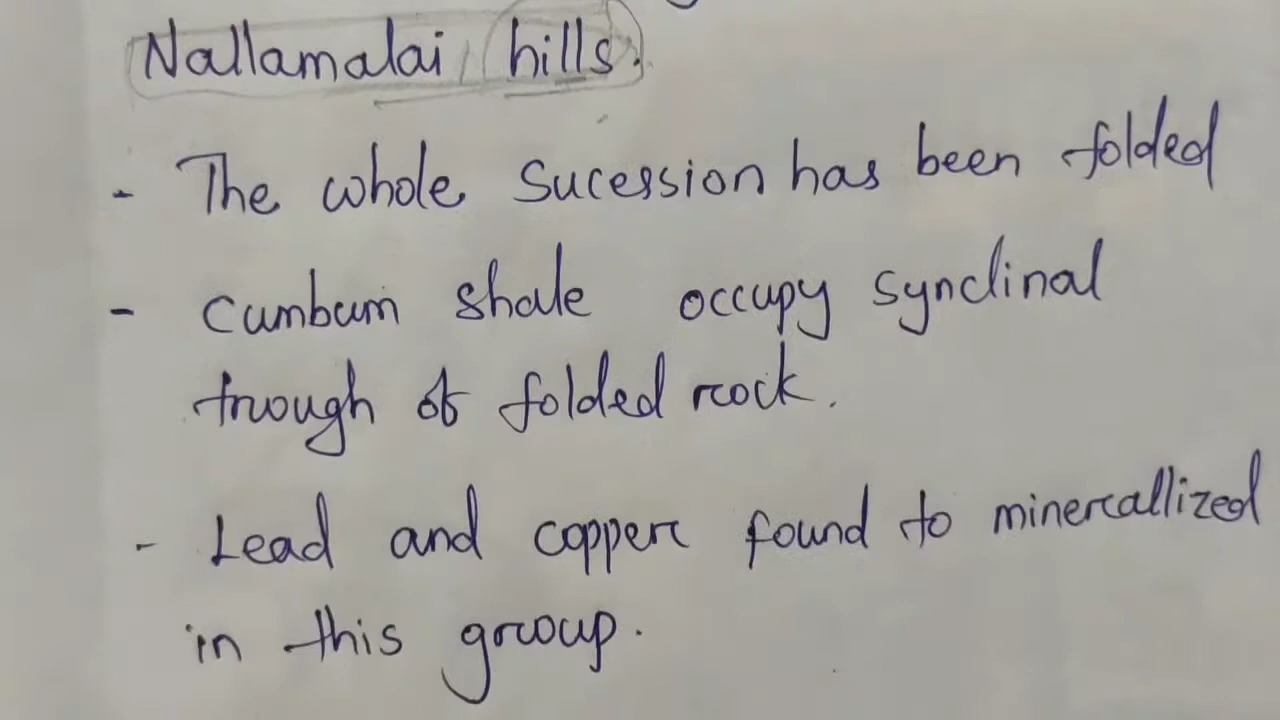 Nallamalai hills.
- The whole Sucession has been folded
- Cumbum shale occupy synclinal
trough of folded rock.
- Lead and copper found to minerallized
in this group.